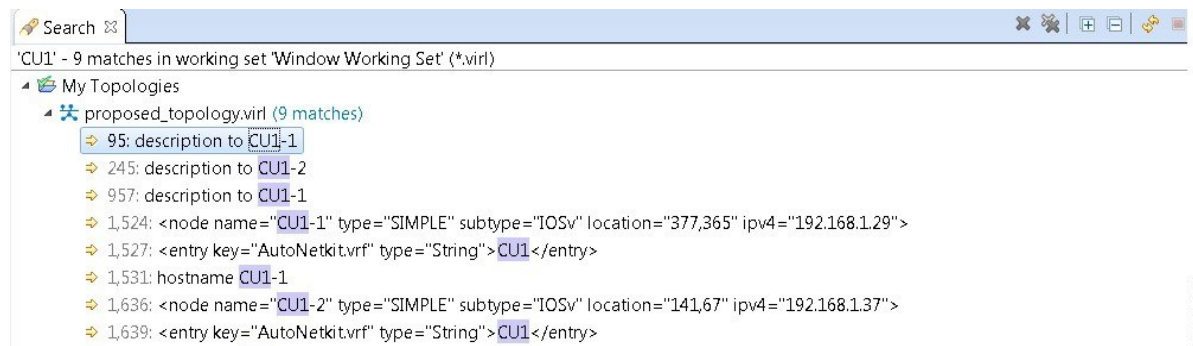 Search
'CU1' - 9 matches in working set 'Window Working Set' (*.virl)
My Topologies
proposed_topology.virl (9 matches)
95: description to CU1-1
245: description to CU1-2
957: description to CU1-1
1,524: <node name="CU1-1" type="SIMPLE" subtype="IOSv" location="377,365" ipv4="192.168.1.29">
1,527: <entry key="AutoNetkit.vrf" type="String">CU1</entry>
1,531: hostname CU1-1
1,636: <node name="CU1-2" type="SIMPLE" subtype="IOSv" location="141,67" ipv4="192.168.1.37">
1,639: <entry key="AutoNetkit.vrf" type="String">CU1</entry>